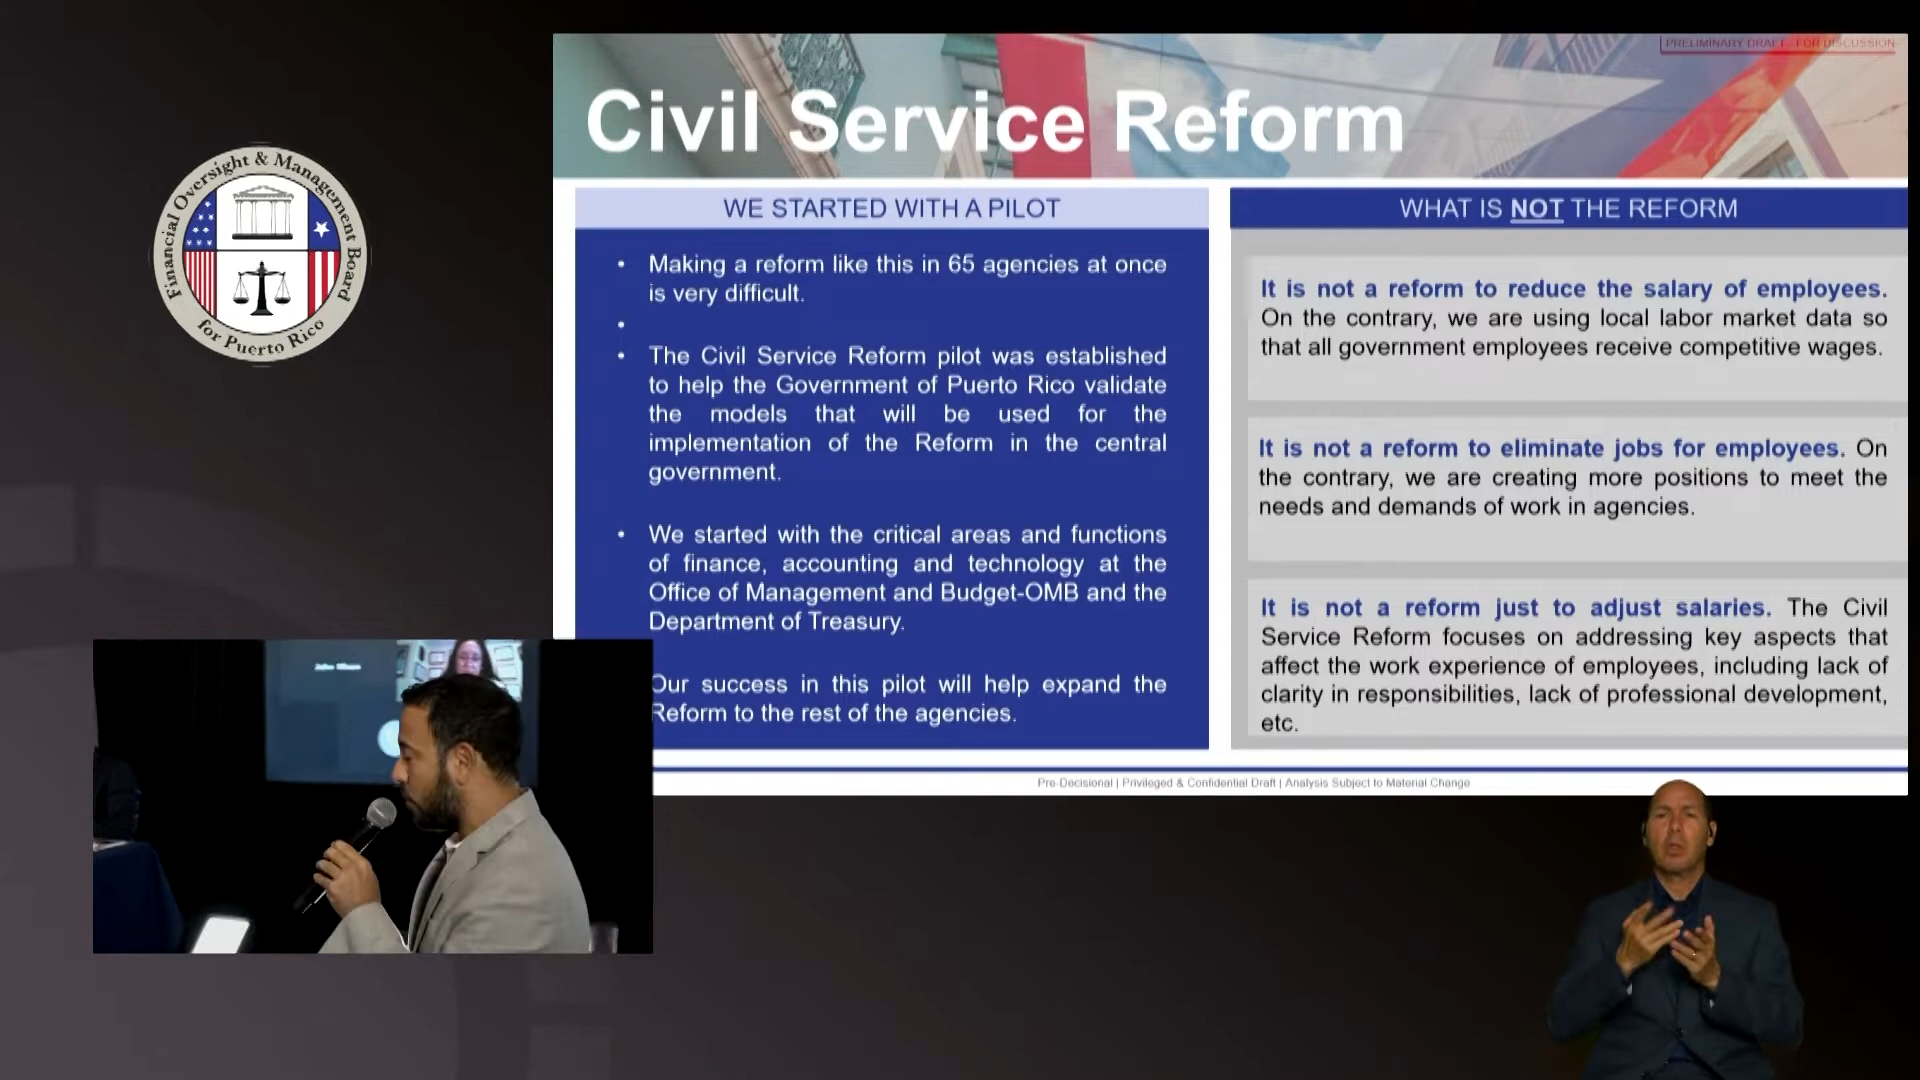 PRELIMINARY DRAFT - FOR DISCUSSION
Civil Service Reform
Financial Oversight & Management Board
for Puerto Rico
WE STARTED WITH A PILOT
• Making a reform like this in 65 agencies at once
is very difficult.
•
• The Civil Service Reform pilot was established
to help the Government of Puerto Rico validate
the models that will be used for the
implementation of the Reform in the central
government.
• We started with the critical areas and functions
of finance, accounting and technology at the
Office of Management and Budget-OMB and the
Department of Treasury.
Our success in this pilot will help expand the
Reform to the rest of the agencies.
WHAT IS NOT THE REFORM
It is not a reform to reduce the salary of employees.
On the contrary, we are using local labor market data so
that all government employees receive competitive wages.
It is not a reform to eliminate jobs for employees. On
the contrary, we are creating more positions to meet the
needs and demands of work in agencies.
It is not a reform just to adjust salaries. The Civil
Service Reform focuses on addressing key aspects that
affect the work experience of employees, including lack of
clarity in responsibilities, lack of professional development,
etc.
Pre-Decisional | Privileged & Confidential Draft | Analysis Subject to Material Change